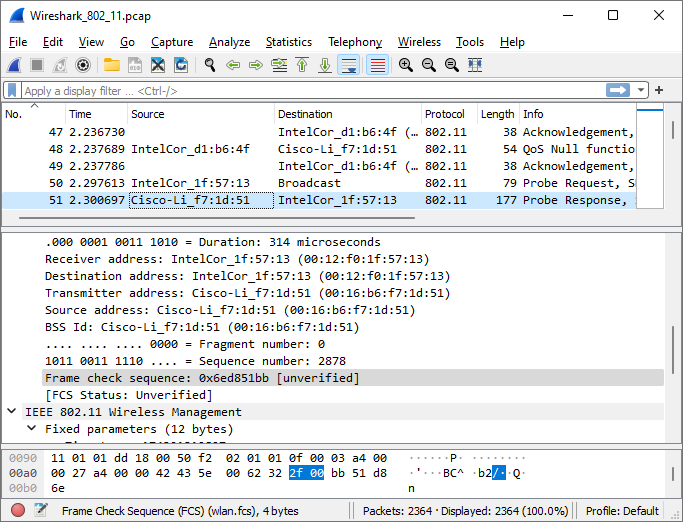 Wireshark_802_11.pcap
File Edit View Go Capture Analyze Statistics Telephony Wireless Tools Help
Apply a display filter ... <Ctrl-/>
No. Time Source Destination Protocol Length Info
47 2.236730 IntelCor_d1:b6:4f (… 802.11 38 Acknowledgement,
48 2.237689 IntelCor_d1:b6:4f Cisco-Li_f7:1d:51 802.11 54 QoS Null functio
49 2.237786 IntelCor_d1:b6:4f (… 802.11 38 Acknowledgement,
50 2.297613 IntelCor_1f:57:13 Broadcast 802.11 79 Probe Request, S
51 2.300697 Cisco-Li_f7:1d:51 IntelCor_1f:57:13 802.11 177 Probe Response,
.000 0001 0011 1010 = Duration: 314 microseconds
Receiver address: IntelCor_1f:57:13 (00:12:f0:1f:57:13)
Destination address: IntelCor_1f:57:13 (00:12:f0:1f:57:13)
Transmitter address: Cisco-Li_f7:1d:51 (00:16:b6:f7:1d:51)
Source address: Cisco-Li_f7:1d:51 (00:16:b6:f7:1d:51)
BSS Id: Cisco-Li_f7:1d:51 (00:16:b6:f7:1d:51)
.... .... .... 0000 = Fragment number: 0
1011 0011 1110 .... = Sequence number: 2878
Frame check sequence: 0x6ed851bb [unverified]
[FCS Status: Unverified]
IEEE 802.11 Wireless Management
Fixed parameters (12 bytes)
0090 11 01 01 dd 18 00 50 f2 02 01 01 0f 00 03 a4 00 ······P· ········
00a0 00 27 a4 00 00 42 43 5e 00 62 32 2f 00 bb 51 d8 ·'···BC^ ·b2/··Q·
00b0 6e n
Frame Check Sequence (FCS) (wlan.fcs), 4 bytes Packets: 2364 · Displayed: 2364 (100.0%) Profile: Default